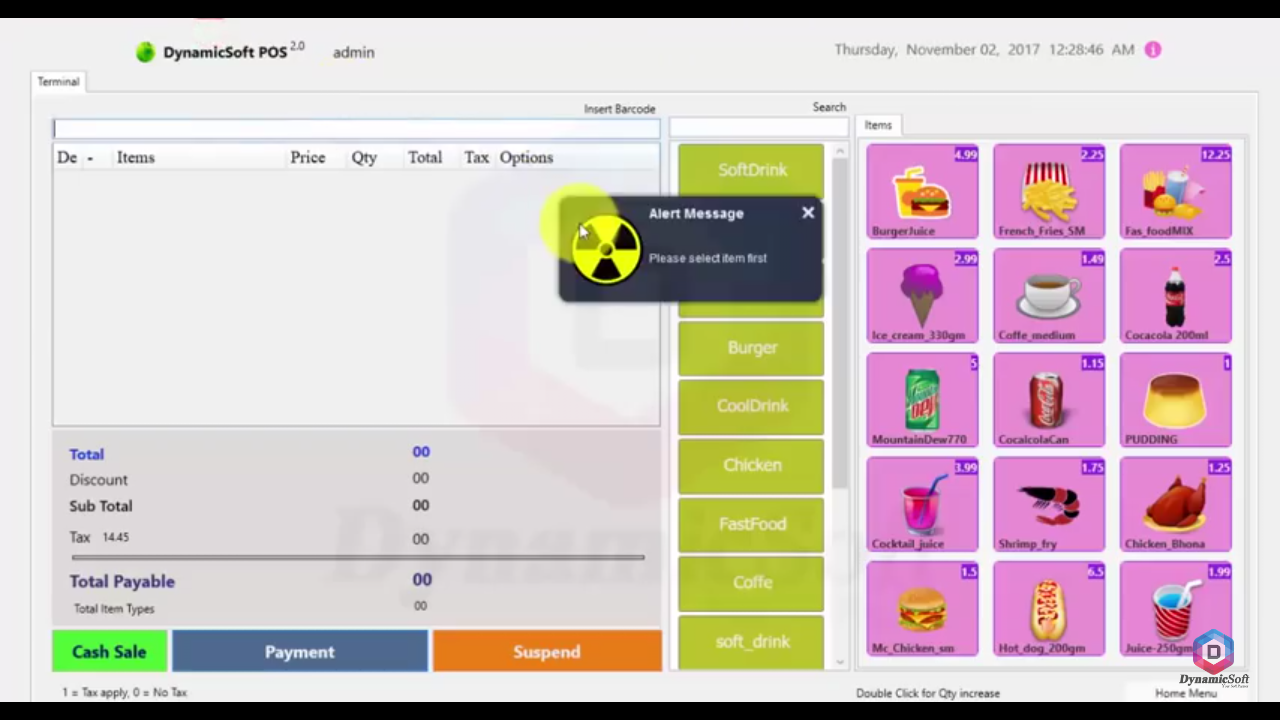 DynamicSoft POS 2.0
admin
Thursday, November 02, 2017 12:28:46 AM
Terminal
Insert Barcode
Search
Items
De - Items Price Qty Total Tax Options
SoftDrink
Alert Message
Please select item first
Burger
CoolDrink
Chicken
FastFood
Coffe
soft_drink
4.99
BurgerJuice
2.25
French_Fries_SM
12.25
Fas_foodMIX
2.99
Ice_cream_330gm
1.49
Coffe_medium
2.5
Cocacola 200ml
5
MountainDew770
1.15
CocalcolaCan
1
PUDDING
3.99
Cocktail_juice
1.75
Shrimp_fry
1.25
Chicken_Bhona
1.5
Mc_Chicken_sm
6.5
Hot_dog_200gm
1.99
Juice-250gm
Total 00
Discount 00
Sub Total 00
Tax 14.45 00
Total Payable 00
Total Item Types 00
Cash Sale
Payment
Suspend
1 = Tax apply, 0 = No Tax
Double Click for Qty increase
Home Menu
D
DynamicSoft